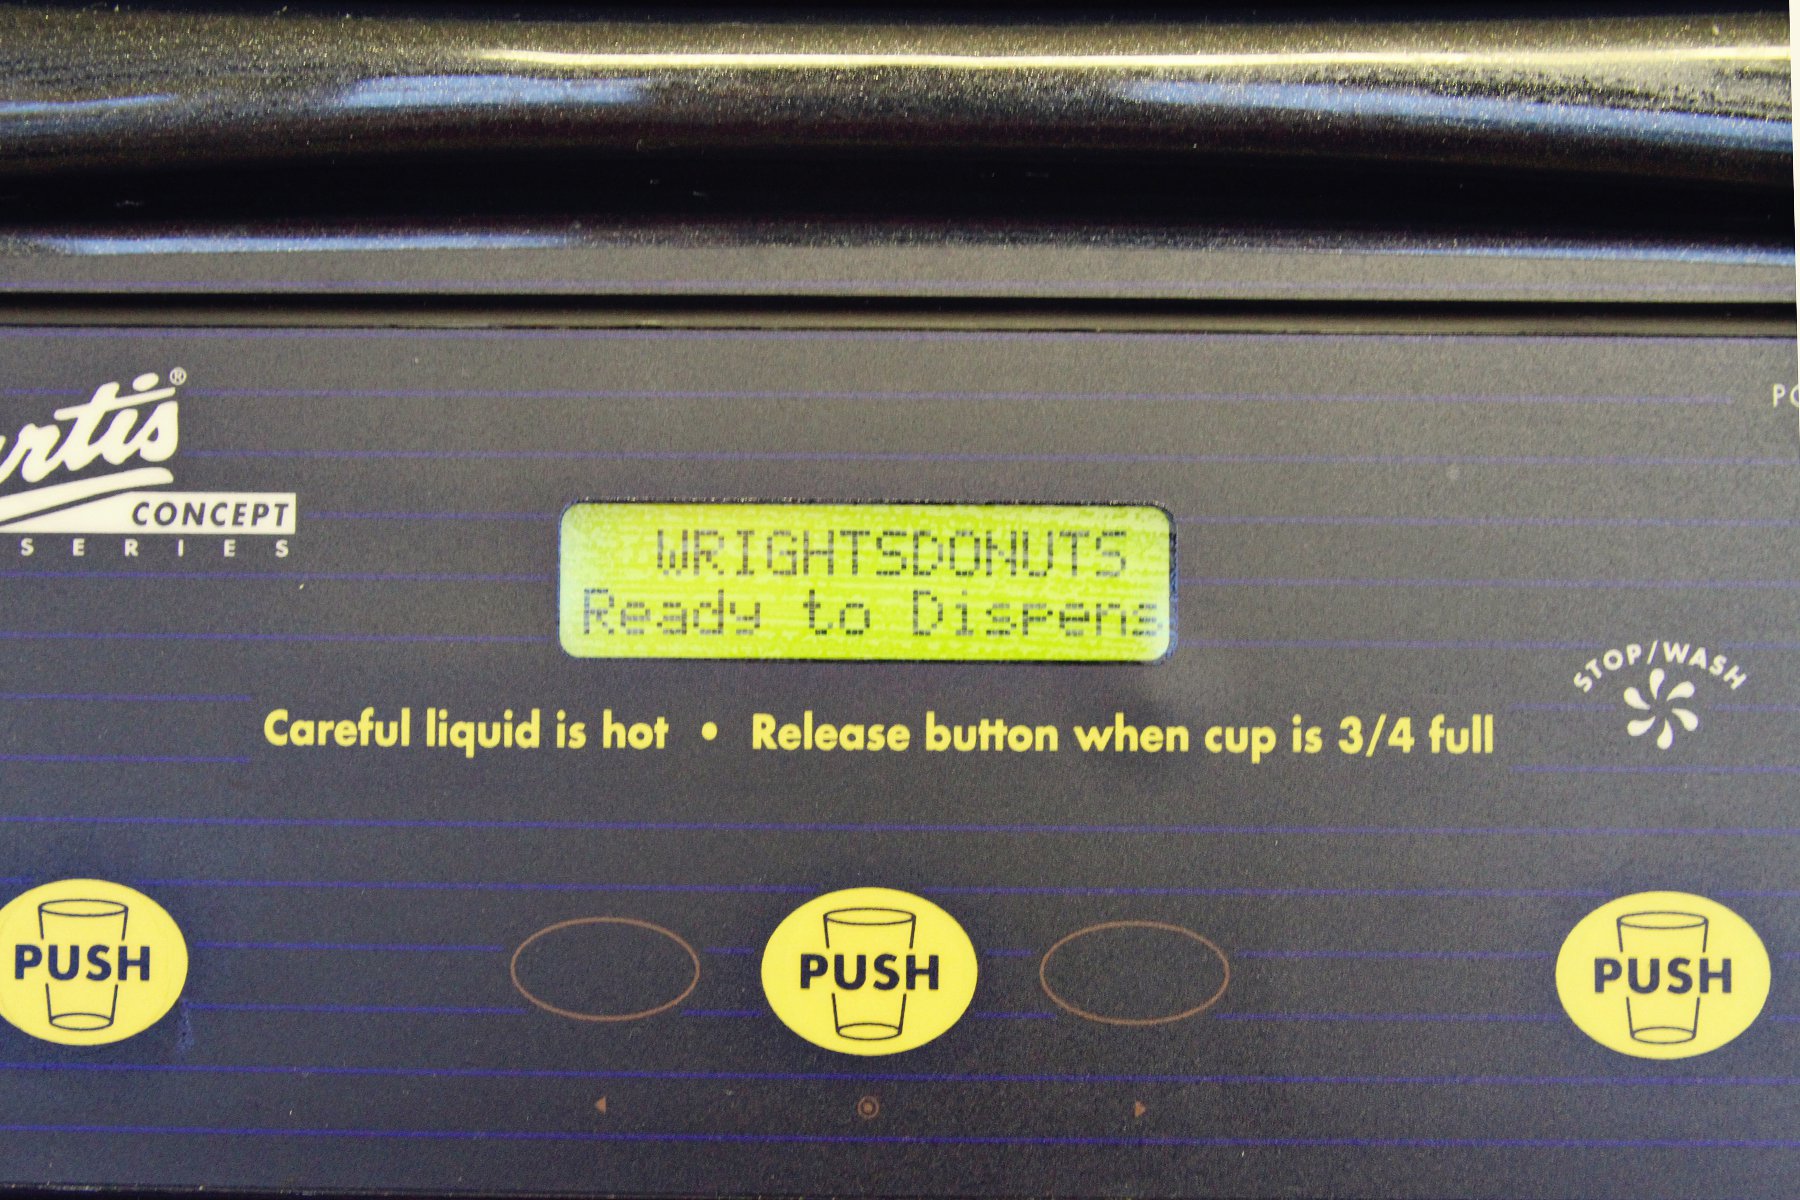 WRIGHTSDONUTS
Ready to Dispens
®
CONCEPT
SERIES
STOP/WASH
Careful liquid is hot • Release button when cup is 3/4 full
PUSH
PUSH
PUSH